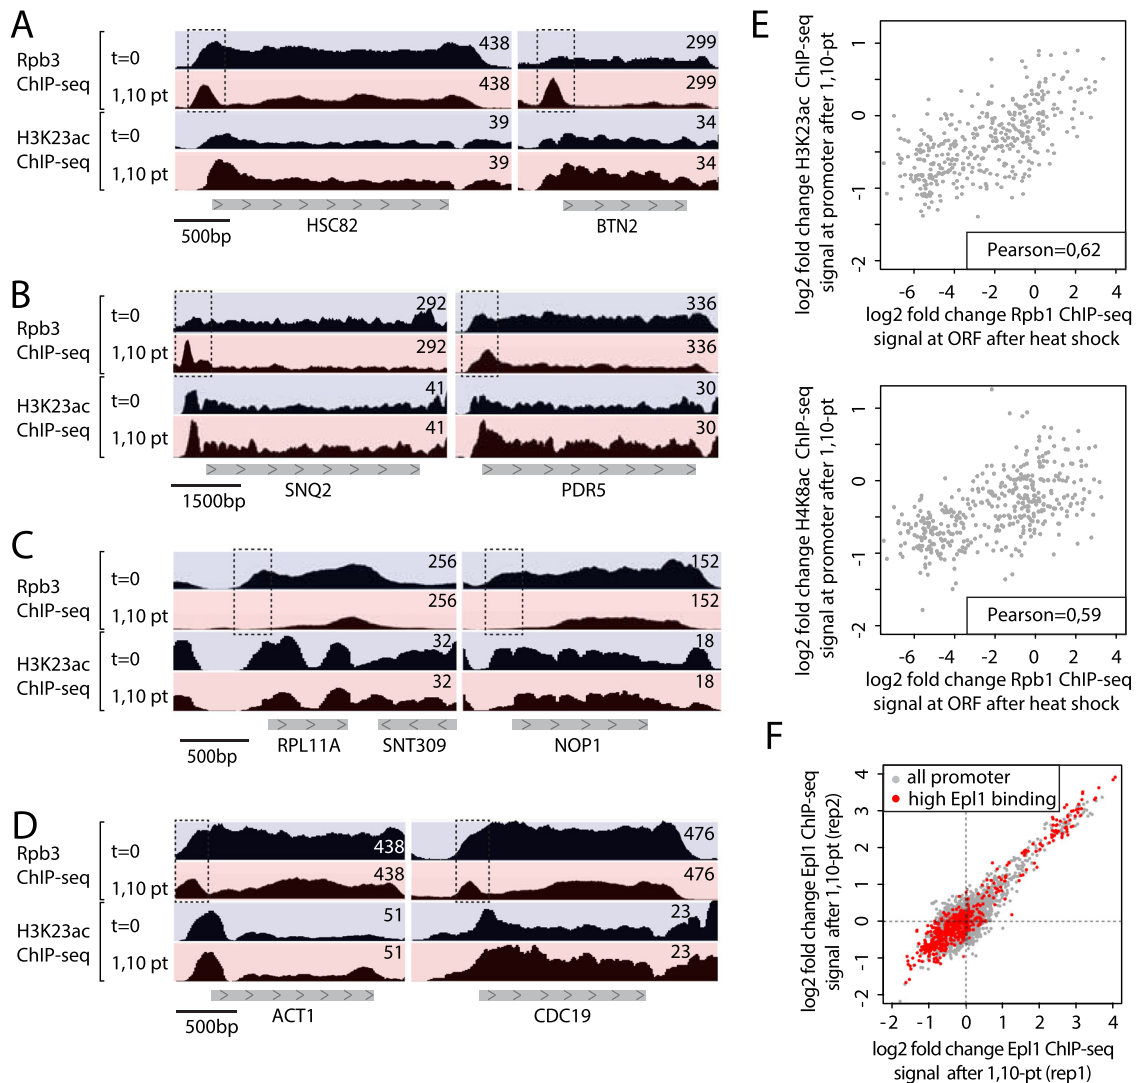 A
Rpb3
ChIP-seq
t=0
1,10 pt
438
438
299
299
H3K23ac
ChIP-seq
t=0
1,10 pt
39
39
34
34
HSC82
BTN2
500bp
B
Rpb3
ChIP-seq
t=0
1,10 pt
292
292
336
336
H3K23ac
ChIP-seq
t=0
1,10 pt
41
41
30
30
SNQ2
PDR5
1500bp
C
Rpb3
ChIP-seq
t=0
1,10 pt
256
256
152
152
H3K23ac
ChIP-seq
t=0
1,10 pt
32
32
18
18
RPL11A
SNT309
NOP1
500bp
D
Rpb3
ChIP-seq
t=0
1,10 pt
438
438
476
476
H3K23ac
ChIP-seq
t=0
1,10 pt
51
51
23
23
ACT1
CDC19
500bp
E
log2 fold change H3K23ac ChIP-seq
signal at promoter after 1,10-pt
1
0
-1
-2
Pearson=0,62
-6 -4 -2 0 2 4
log2 fold change Rpb1 ChIP-seq
signal at ORF after heat shock
log2 fold change H4K8ac ChIP-seq
signal at promoter after 1,10-pt
1
0
-1
-2
Pearson=0,59
-6 -4 -2 0 2 4
log2 fold change Rpb1 ChIP-seq
signal at ORF after heat shock
F
log2 fold change Epl1 ChIP-seq
signal after 1,10-pt (rep2)
4
3
2
1
0
-1
-2
all promoter
high Epl1 binding
-2 -1 0 1 2 3 4
log2 fold change Epl1 ChIP-seq
signal after 1,10-pt (rep1)